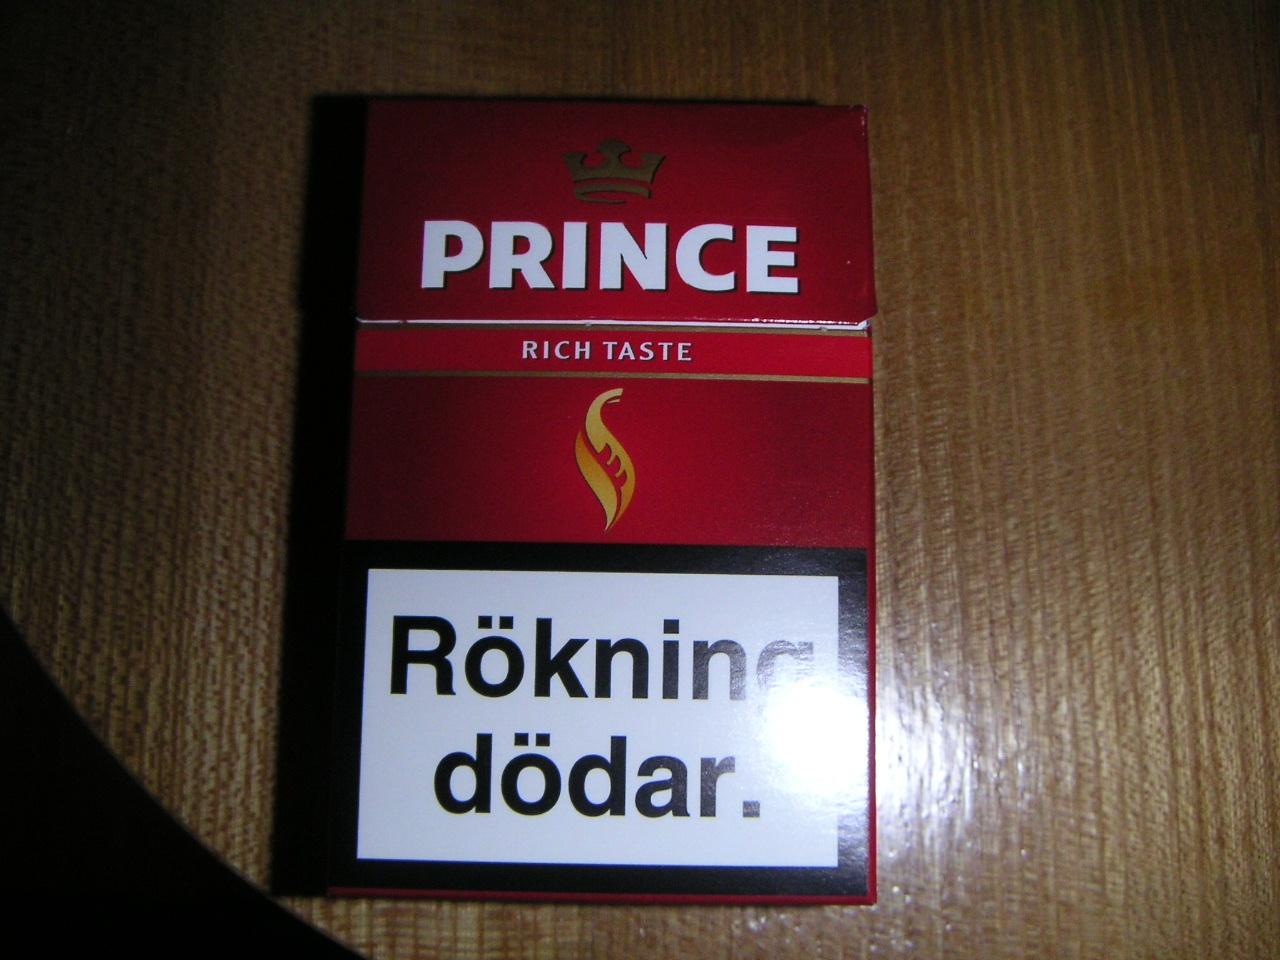 PRINCE
RICH TASTE
Rökning
dödar.